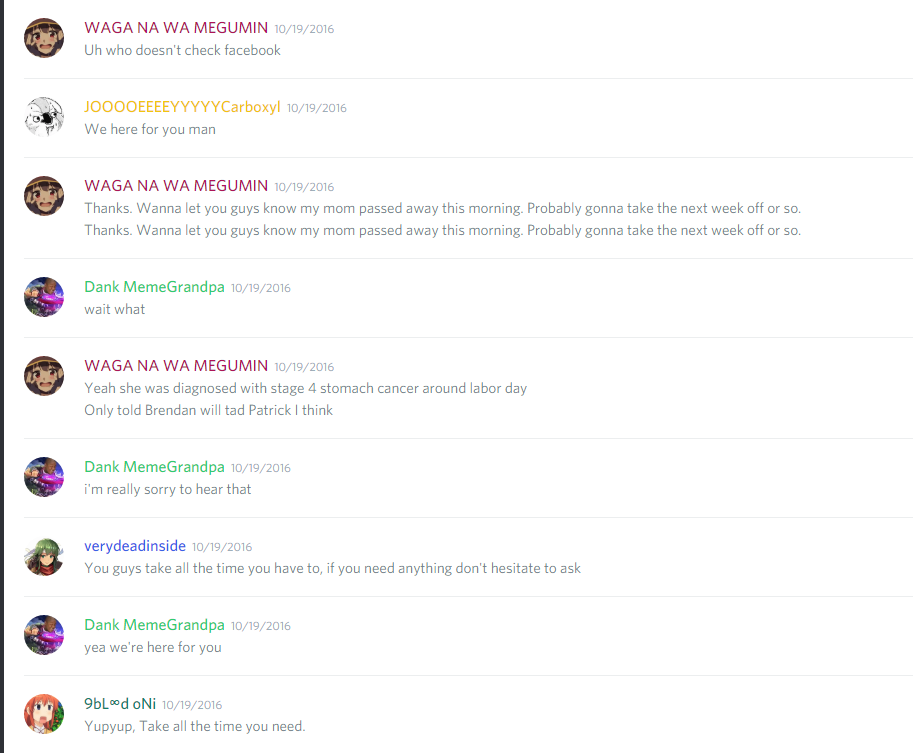 WAGA NA WA MEGUMIN 10/19/2016
Uh who doesn't check facebook
JOOOOEEEEYYYYYCarboxyl 10/19/2016
We here for you man
WAGA NA WA MEGUMIN 10/19/2016
Thanks. Wanna let you guys know my mom passed away this morning. Probably gonna take the next week off or so.
Thanks. Wanna let you guys know my mom passed away this morning. Probably gonna take the next week off or so.
Dank MemeGrandpa 10/19/2016
wait what
WAGA NA WA MEGUMIN 10/19/2016
Yeah she was diagnosed with stage 4 stomach cancer around labor day
Only told Brendan will tad Patrick I think
Dank MemeGrandpa 10/19/2016
i'm really sorry to hear that
verydeadinside 10/19/2016
You guys take all the time you have to, if you need anything don't hesitate to ask
Dank MemeGrandpa 10/19/2016
yea we're here for you
9bL∞d oNi 10/19/2016
Yupyup, Take all the time you need.